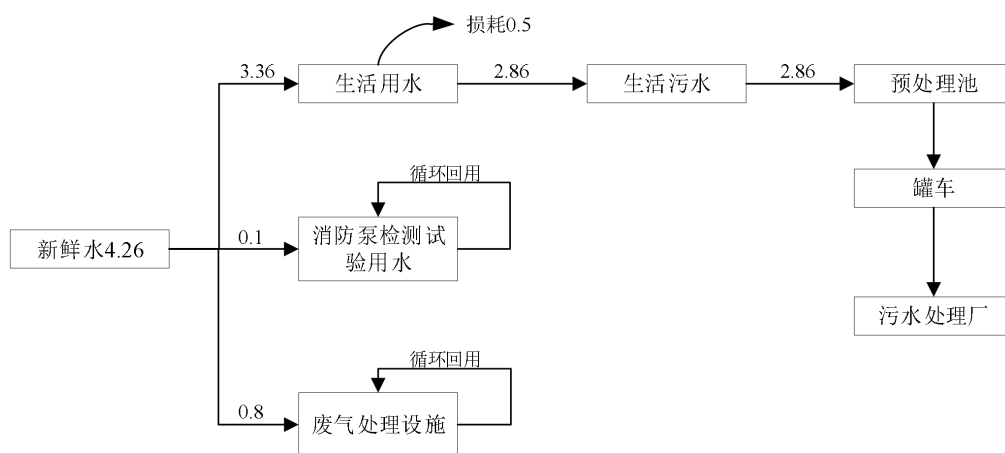 损耗0.5
3.36
生活用水
2.86
生活污水
2.86
预处理池
循环回用
罐车
新鲜水4.26
0.1
消防泵检测试
验用水
污水处理厂
循环回用
0.8
废气处理设施